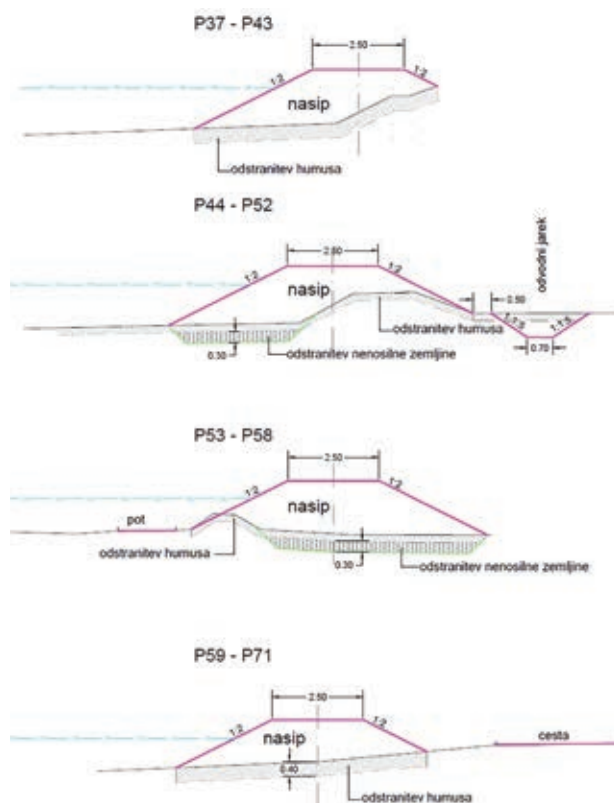 P37 - P43
2.50
1:2
1:2
nasip
odstranitev humusa
P44 - P52
2.50
1:2
1:2
nasip
odvodni jarek
0.50
odstranitev humusa
1:1.5
1:1.5
0.30
odstranitev nenosilne zemljine
0.70
P53 - P58
2.50
1:2
1:2
nasip
pot
odstranitev humusa
0.30
odstranitev nenosilne zemljine
P59 - P71
2.50
1:2
1:2
nasip
cesta
0.40
odstranitev humusa